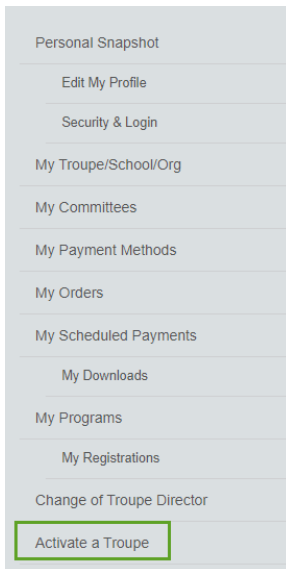 Personal Snapshot
Edit My Profile
Security & Login
My Troupe/School/Org
My Committees
My Payment Methods
My Orders
My Scheduled Payments
My Downloads
My Programs
My Registrations
Change of Troupe Director
Activate a Troupe